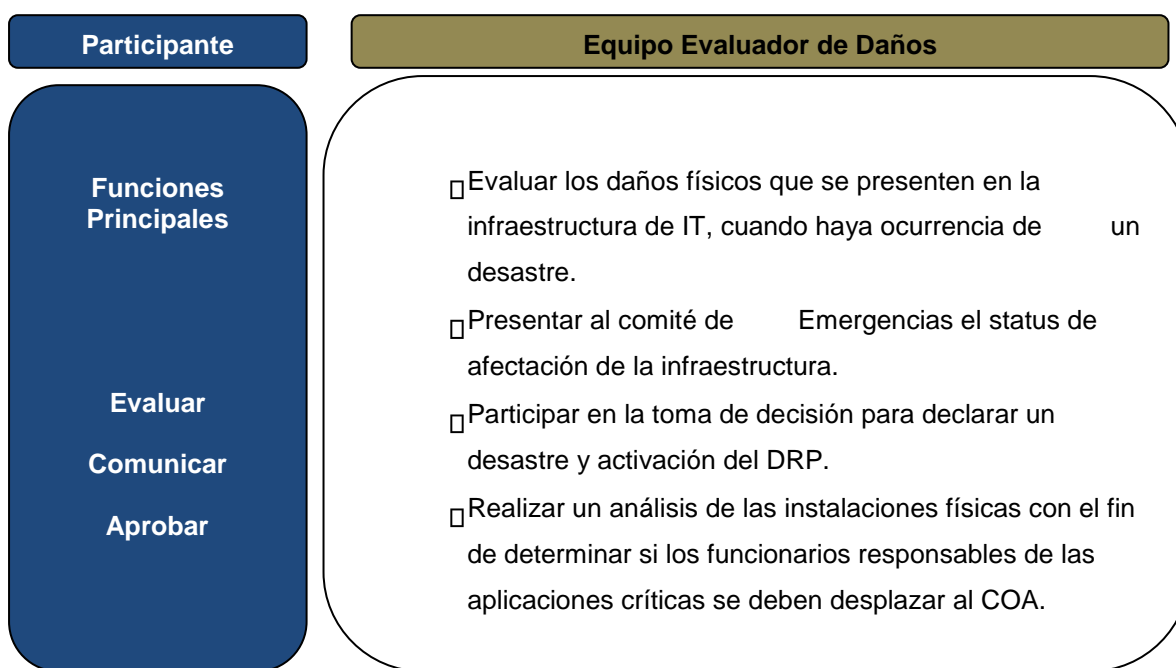 Participante
Equipo Evaluador de Daños
Funciones
Principales
Evaluar
Comunicar
Aprobar
Evaluar los daños físicos que se presenten en la
infraestructura de IT, cuando haya ocurrencia de un
desastre.
Presentar al comité de Emergencias el status de
afectación de la infraestructura.
Participar en la toma de decisión para declarar un
desastre y activación del DRP.
Realizar un análisis de las instalaciones físicas con el fin
de determinar si los funcionarios responsables de las
aplicaciones críticas se deben desplazar al COA.